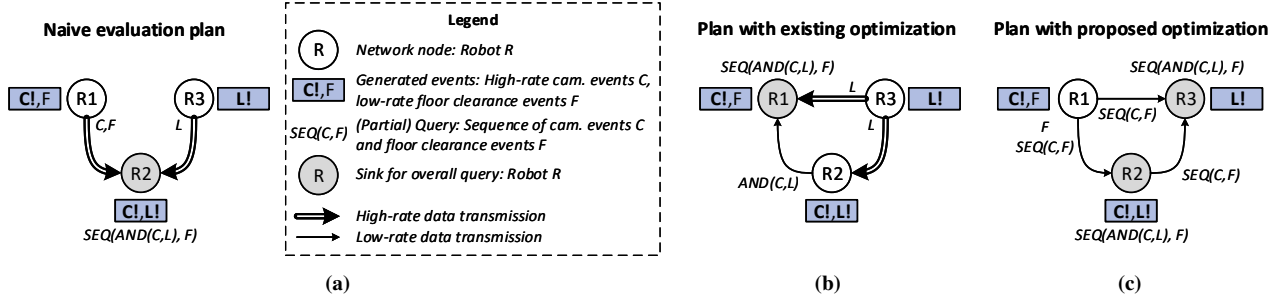 Naive evaluation plan
C!,F
R1
R3
L!
C,F
L
R2
C!,L!
SEQ(AND(C,L), F)
Legend
R
Network node: Robot R
C!,F
Generated events: High-rate cam. events C,
low-rate floor clearance events F
SEQ(C,F)
(Partial) Query: Sequence of cam. events C
and floor clearance events F
R
Sink for overall query: Robot R
High-rate data transmission
Low-rate data transmission
(a)
Plan with existing optimization
SEQ(AND(C,L), F)
C!,F
R1
L
R3
L!
L
R2
AND(C,L)
C!,L!
(b)
Plan with proposed optimization
SEQ(AND(C,L), F)
C!,F
R1
R3
L!
SEQ(C,F)
F
SEQ(C,F)
R2
SEQ(C,F)
C!,L!
SEQ(AND(C,L), F)
(c)